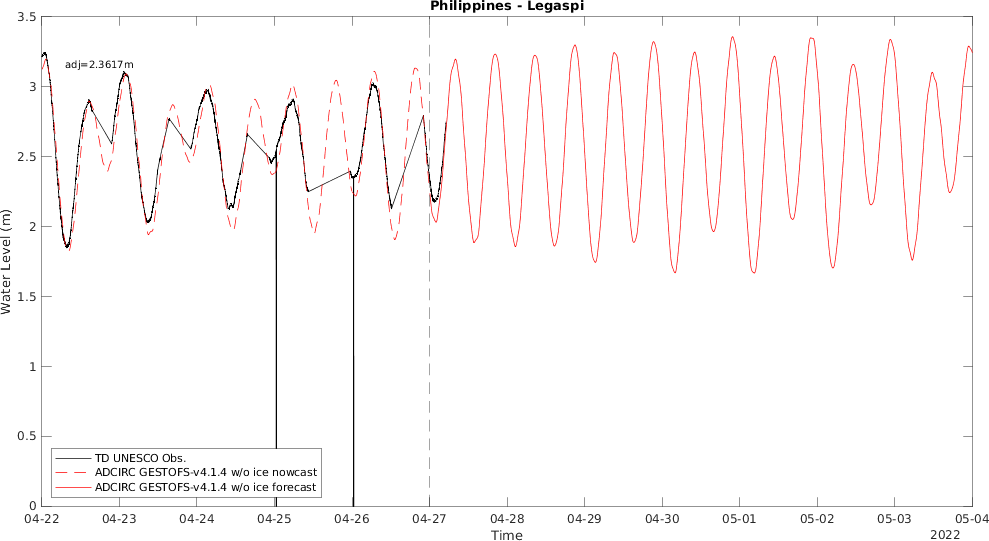 Philippines - Legaspi
3.5
adj=2.3617m
3
2.5
2
1.5
1
0.5
0
Water Level (m)
TD UNESCO Obs.
ADCIRC GESTOFS-v4.1.4 w/o ice nowcast
ADCIRC GESTOFS-v4.1.4 w/o ice forecast
04-22 04-23 04-24 04-25 04-26 04-27 04-28 04-29 04-30 05-01 05-02 05-03 05-04
Time
2022